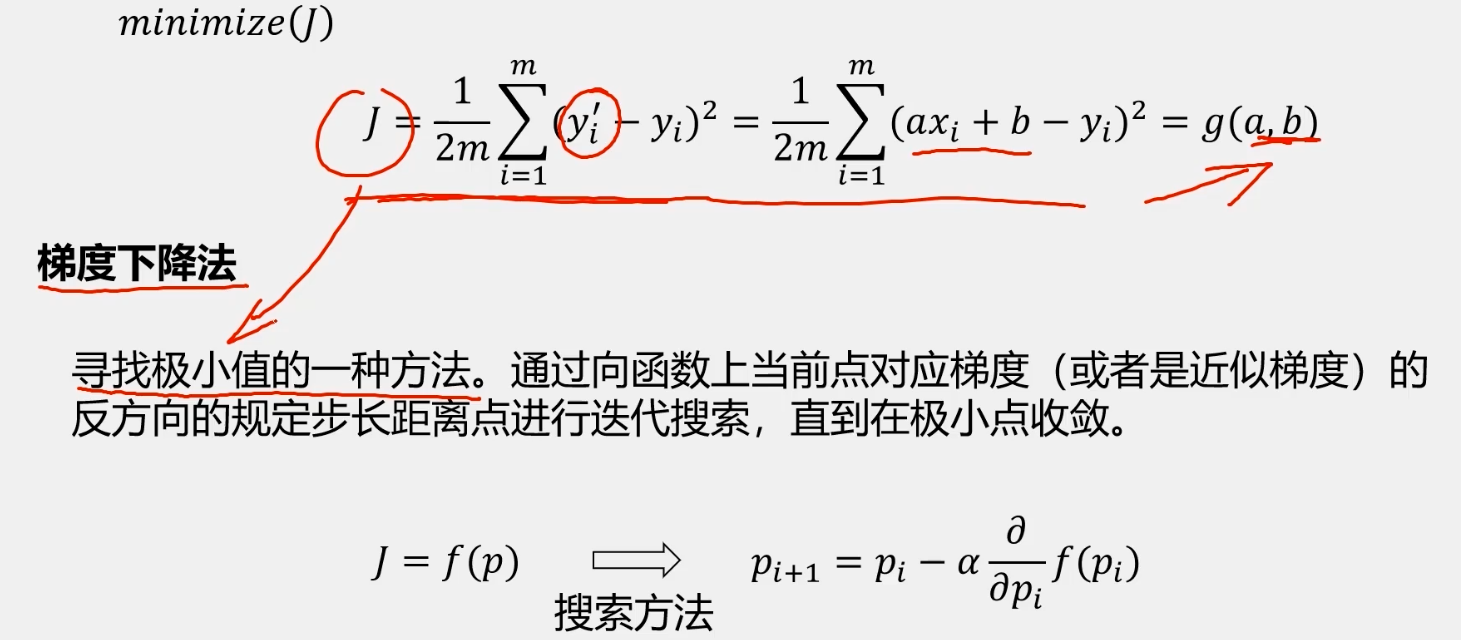 minimize(J)
J = \frac{1}{2m} \sum_{i=1}^{m} (y_i' - y_i)^2 = \frac{1}{2m} \sum_{i=1}^{m} (ax_i + b - y_i)^2 = g(a,b)
梯度下降法
寻找极小值的一种方法。通过向函数上当前点对应梯度（或者是近似梯度）的
反方向的规定步长距离点进行迭代搜索，直到在极小点收敛。
J = f(p) ⇒ p_{i+1} = p_i - α \frac{∂}{∂p_i} f(p_i)
搜索方法